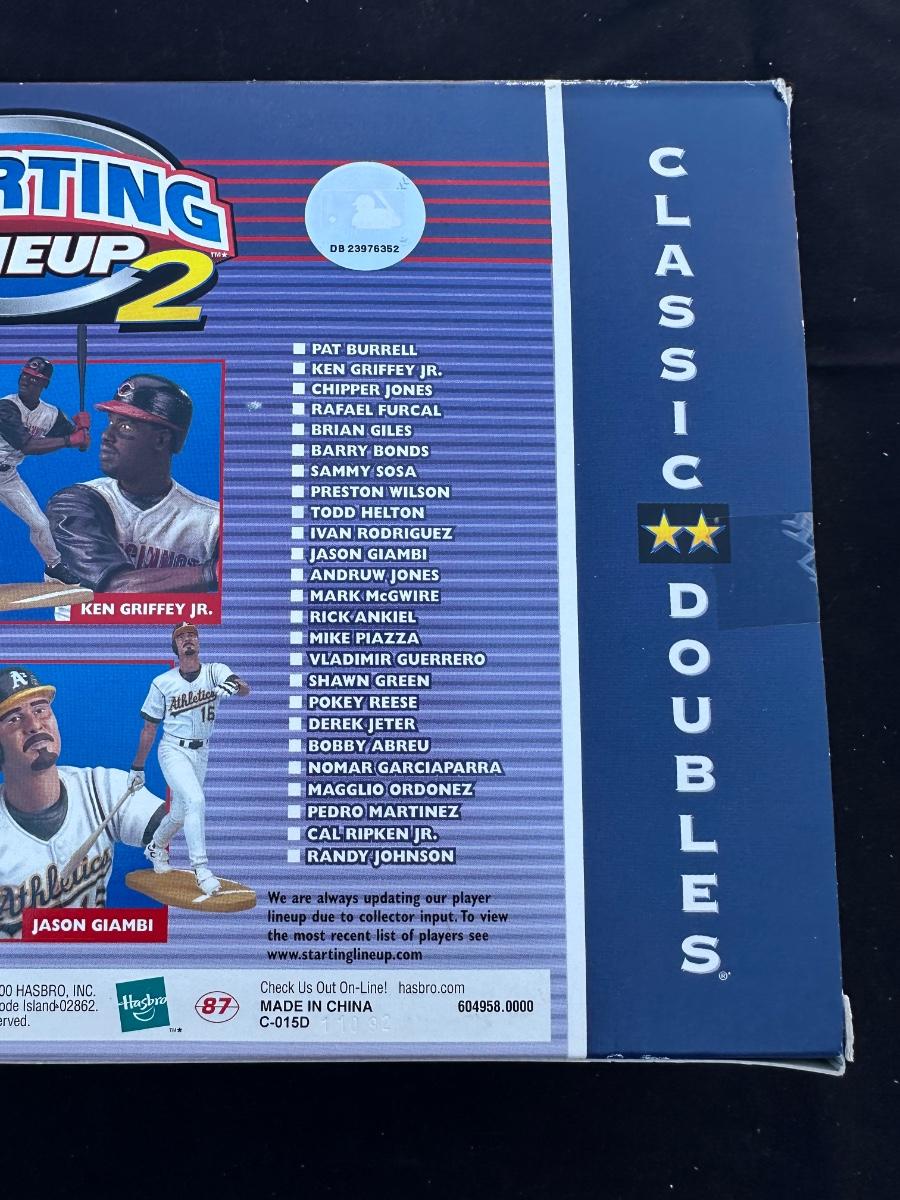 RTING
NEUP 2
™*
DB 23976352
PAT BURRELL
KEN GRIFFEY JR.
CHIPPER JONES
RAFAEL FURCAL
BRIAN GILES
BARRY BONDS
SAMMY SOSA
PRESTON WILSON
TODD HELTON
IVAN RODRIGUEZ
JASON GIAMBI
ANDRUW JONES
MARK McGWIRE
RICK ANKIEL
MIKE PIAZZA
VLADIMIR GUERRERO
SHAWN GREEN
POKEY REESE
DEREK JETER
BOBBY ABREU
NOMAR GARCIAPARRA
MAGGLIO ORDONEZ
PEDRO MARTINEZ
CAL RIPKEN JR.
RANDY JOHNSON
We are always updating our player
lineup due to collector input. To view
the most recent list of players see
www.startinglineup.com
KEN GRIFFEY JR.
A's
Athletics
16
Athletics
JASON GIAMBI
00 HASBRO, INC.
ode Island 02862.
erved.
Hasbro
™*
87
Check Us Out On-Line! hasbro.com
MADE IN CHINA 604958.0000
C-015D
CLASSIC
DOUBLES®